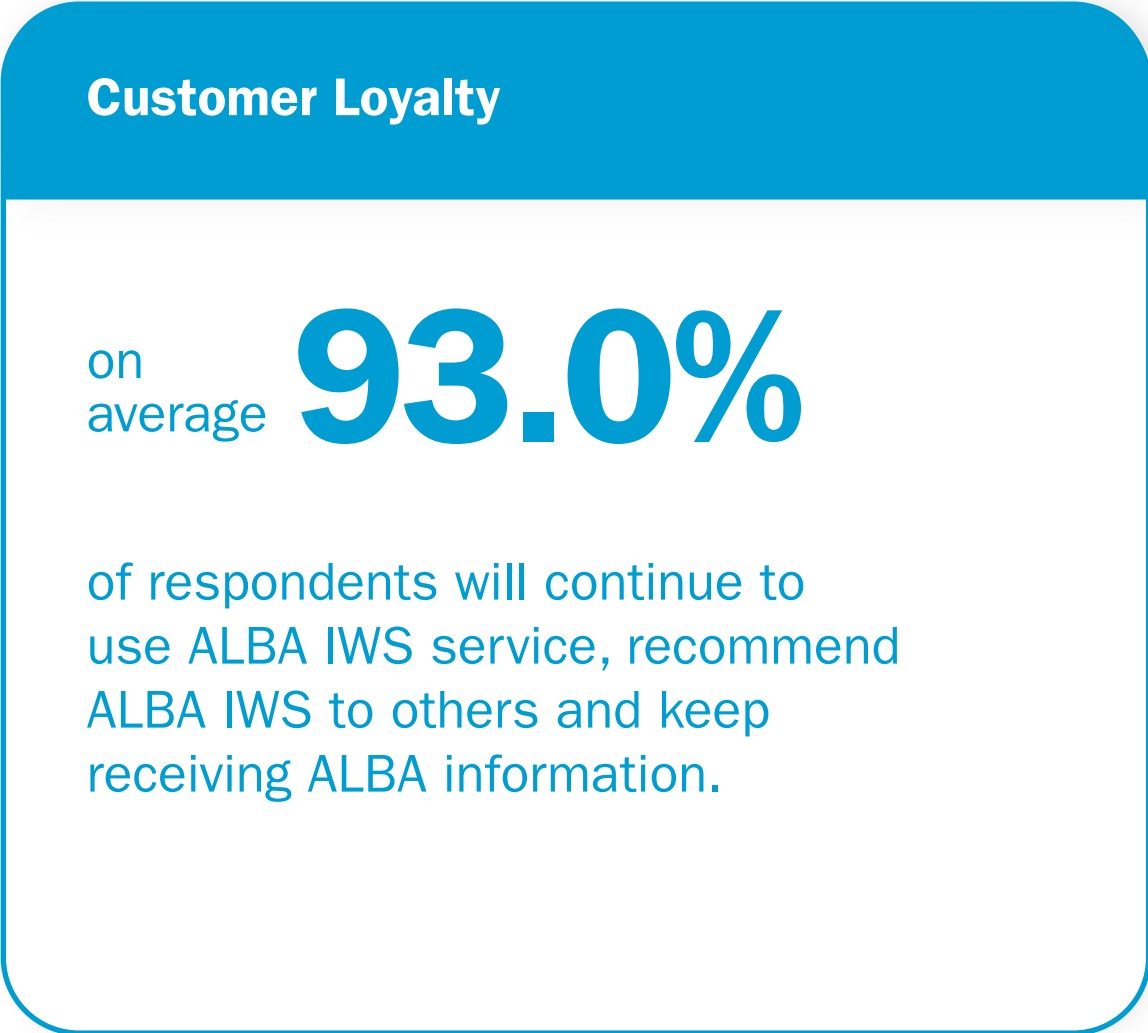 Customer Loyalty
on
average 93.0%
of respondents will continue to
use ALBA IWS service, recommend
ALBA IWS to others and keep
receiving ALBA information.